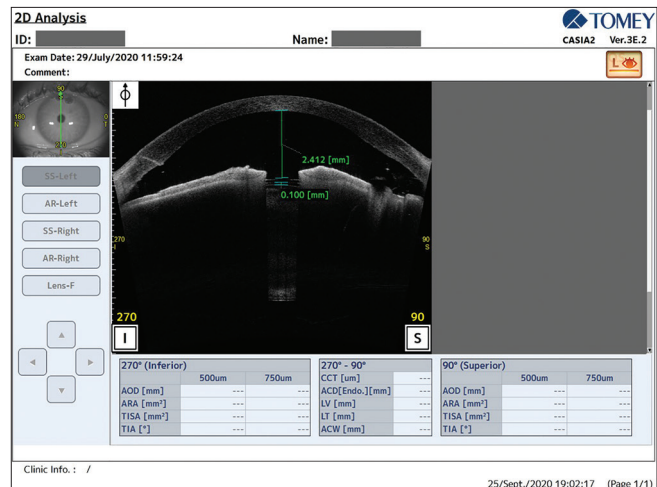 2D Analysis
TOMEY
ID:
Name:
CASIA2 Ver.3E.2
Exam Date: 29/July/2020 11:59:24
Comment:
L
90
180
N
0
T
270
SS-Left
AR-Left
SS-Right
AR-Right
Lens-F
2.412 [mm]
0.100 [mm]
270
I
90
S
270
90
I
S
270° (Inferior)
500um 750um
AOD [mm] --- ---
ARA [mm²] --- ---
TISA [mm²] --- ---
TIA [°] --- ---
270° - 90°
CCT [um] ---
ACD[Endo.][mm] ---
LV [mm] ---
LT [mm] ---
ACW [mm] ---
90° (Superior)
500um 750um
AOD [mm] --- ---
ARA [mm²] --- ---
TISA [mm²] --- ---
TIA [°] --- ---
Clinic Info. : /
25/Sept./2020 19:02:17 (Page 1/1)